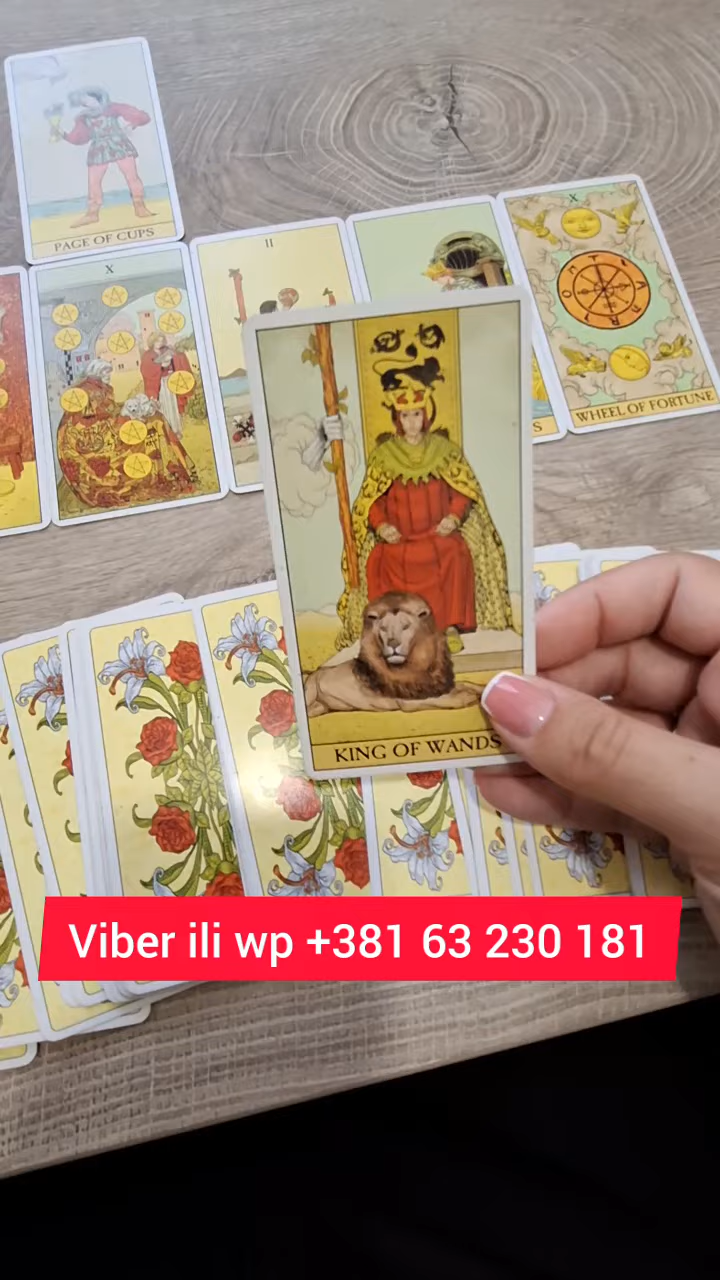 PAGE OF CUPS
X
II
X
WHEEL OF FORTUNE
S
KING OF WANDS
Viber ili wp +381 63 230 181